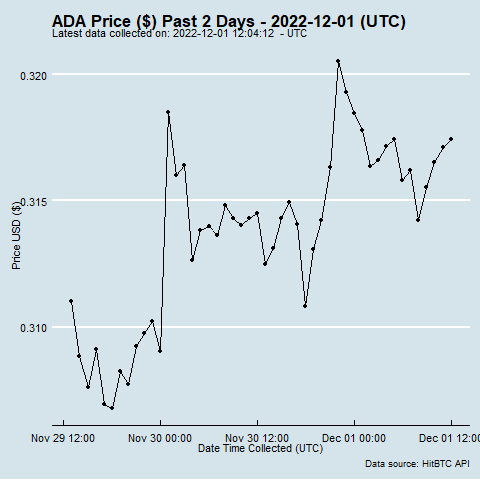 ADA Price ($) Past 2 Days - 2022-12-01 (UTC)
Latest data collected on: 2022-12-01 12:04:12  - UTC
0.320
0.315
0.310
Price USD ($)
Nov 29 12:00
Nov 30 00:00
Nov 30 12:00
Dec 01 00:00
Dec 01 12:00
Date Time Collected (UTC)
Data source: HitBTC API